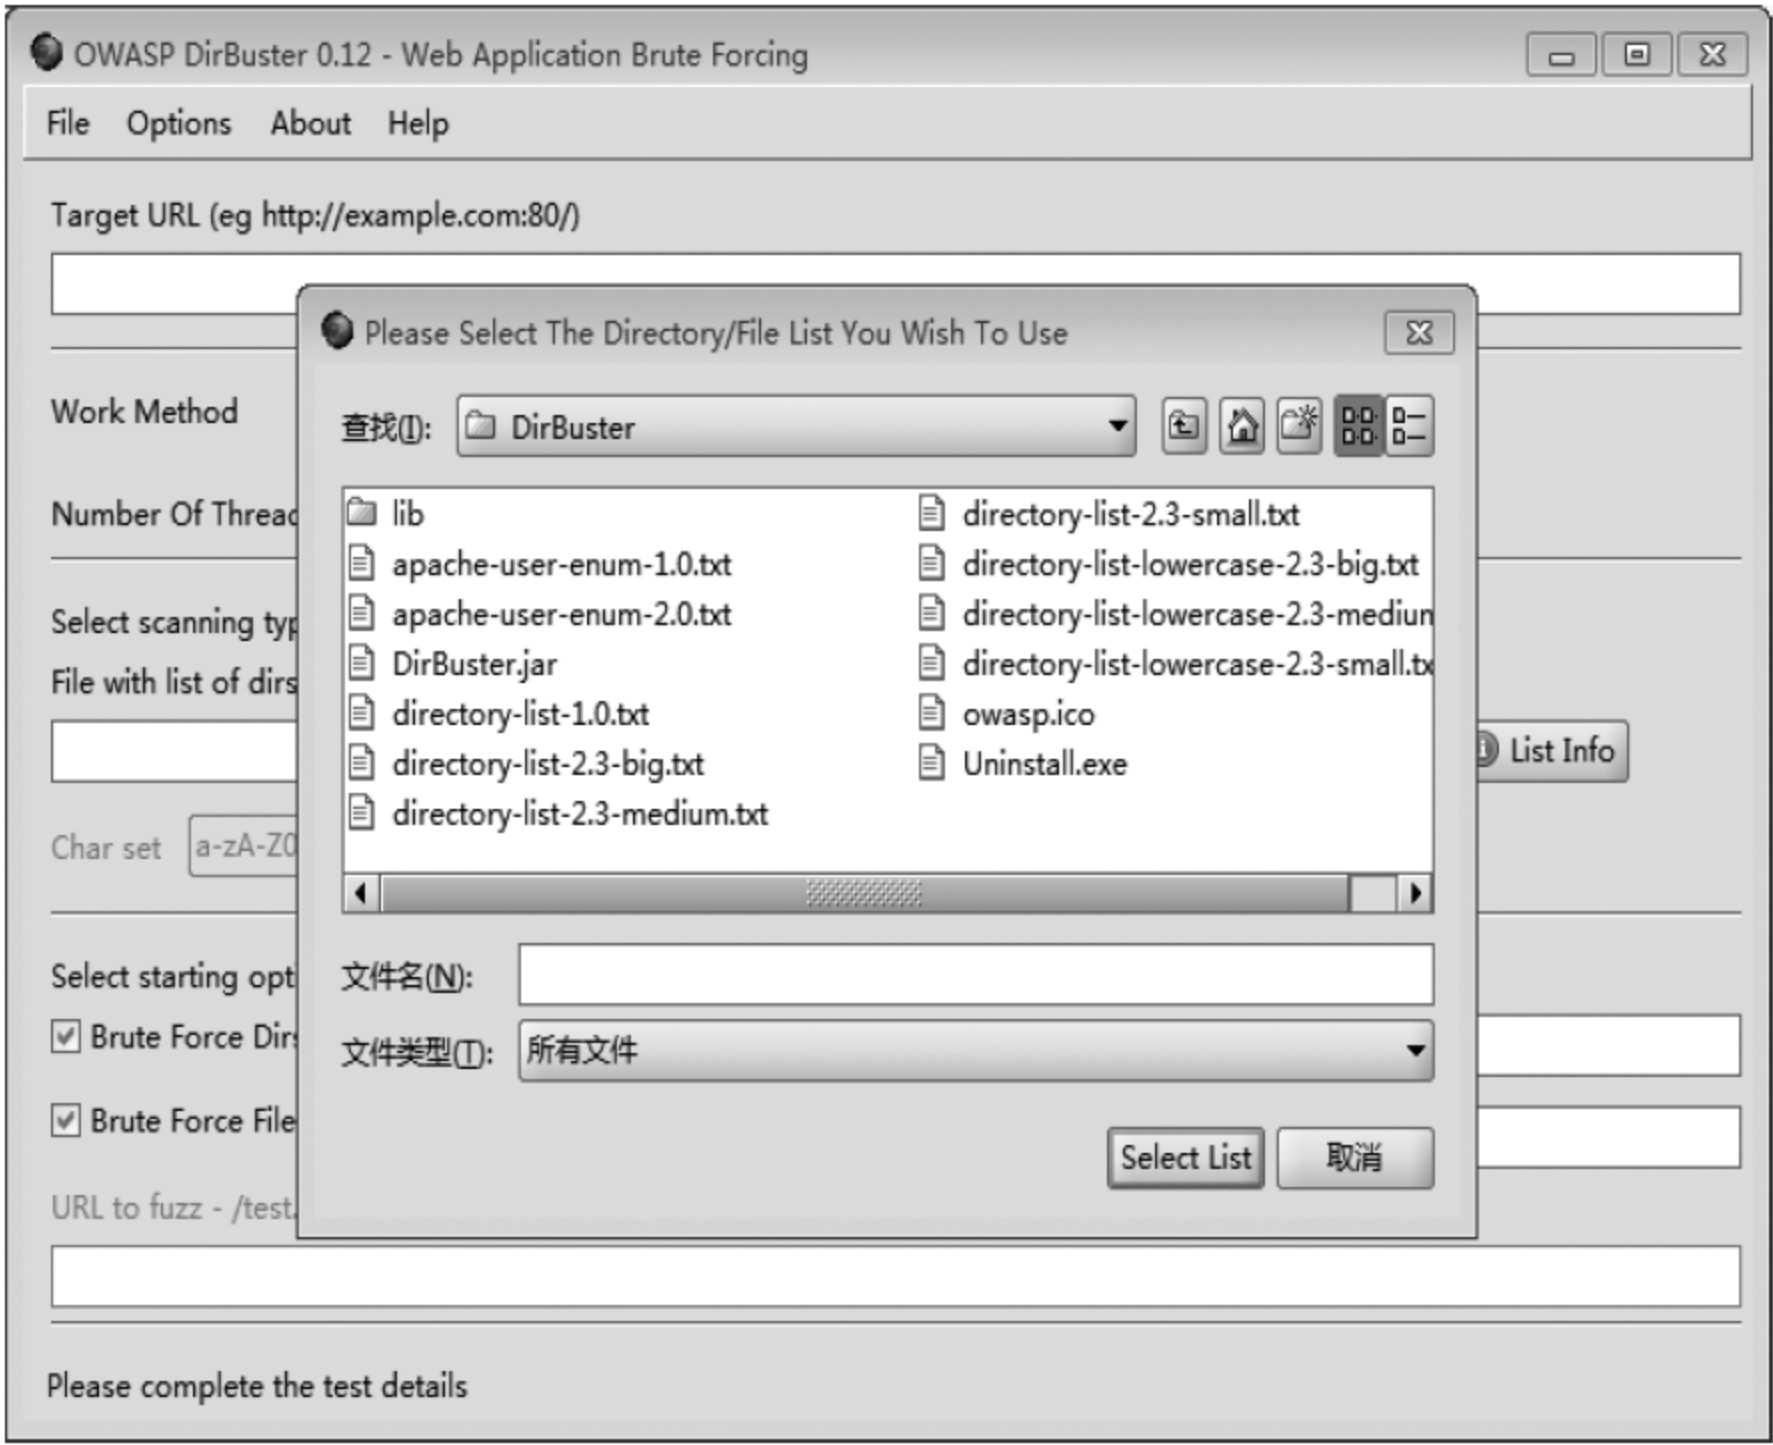 OWASP DirBuster 0.12 - Web Application Brute Forcing
File Options About Help
Target URL (eg http://example.com:80/)
Please Select The Directory/File List You Wish To Use
Work Method
查找(I): DirBuster
Number Of Threa
lib
apache-user-enum-1.0.txt
apache-user-enum-2.0.txt
DirBuster.jar
directory-list-1.0.txt
directory-list-2.3-big.txt
directory-list-2.3-medium.txt
directory-list-2.3-small.txt
directory-list-lowercase-2.3-big.txt
directory-list-lowercase-2.3-medium
directory-list-lowercase-2.3-small.tx
owasp.ico
Uninstall.exe
Select scanning typ
File with list of dirs
List Info
Char set a-zA-Z0
文件名(N):
Select starting opt
文件类型(T): 所有文件
Brute Force Dirs
Brute Force File
Select List 取消
URL to fuzz - /test.
Please complete the test details